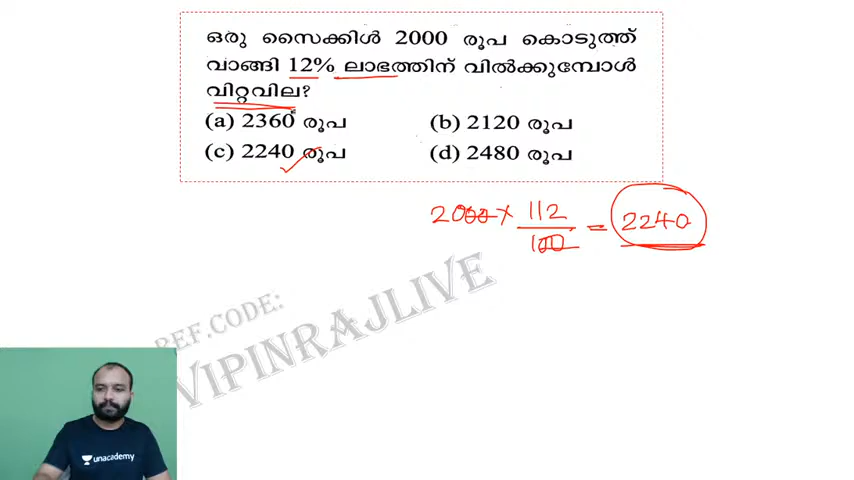 ഒരു സൈക്കിൾ 2000 രൂപ കൊടുത്ത്
വാങ്ങി 12% ലാഭത്തിന് വിൽക്കുമ്പോൾ
വിറ്റവില?
(a) 2360 രൂപ (b) 2120 രൂപ
(c) 2240 രൂപ (d) 2480 രൂപ
2000 × 112/100 = 2240
REF.CODE:
VIPINRAJLIVE
unacademy